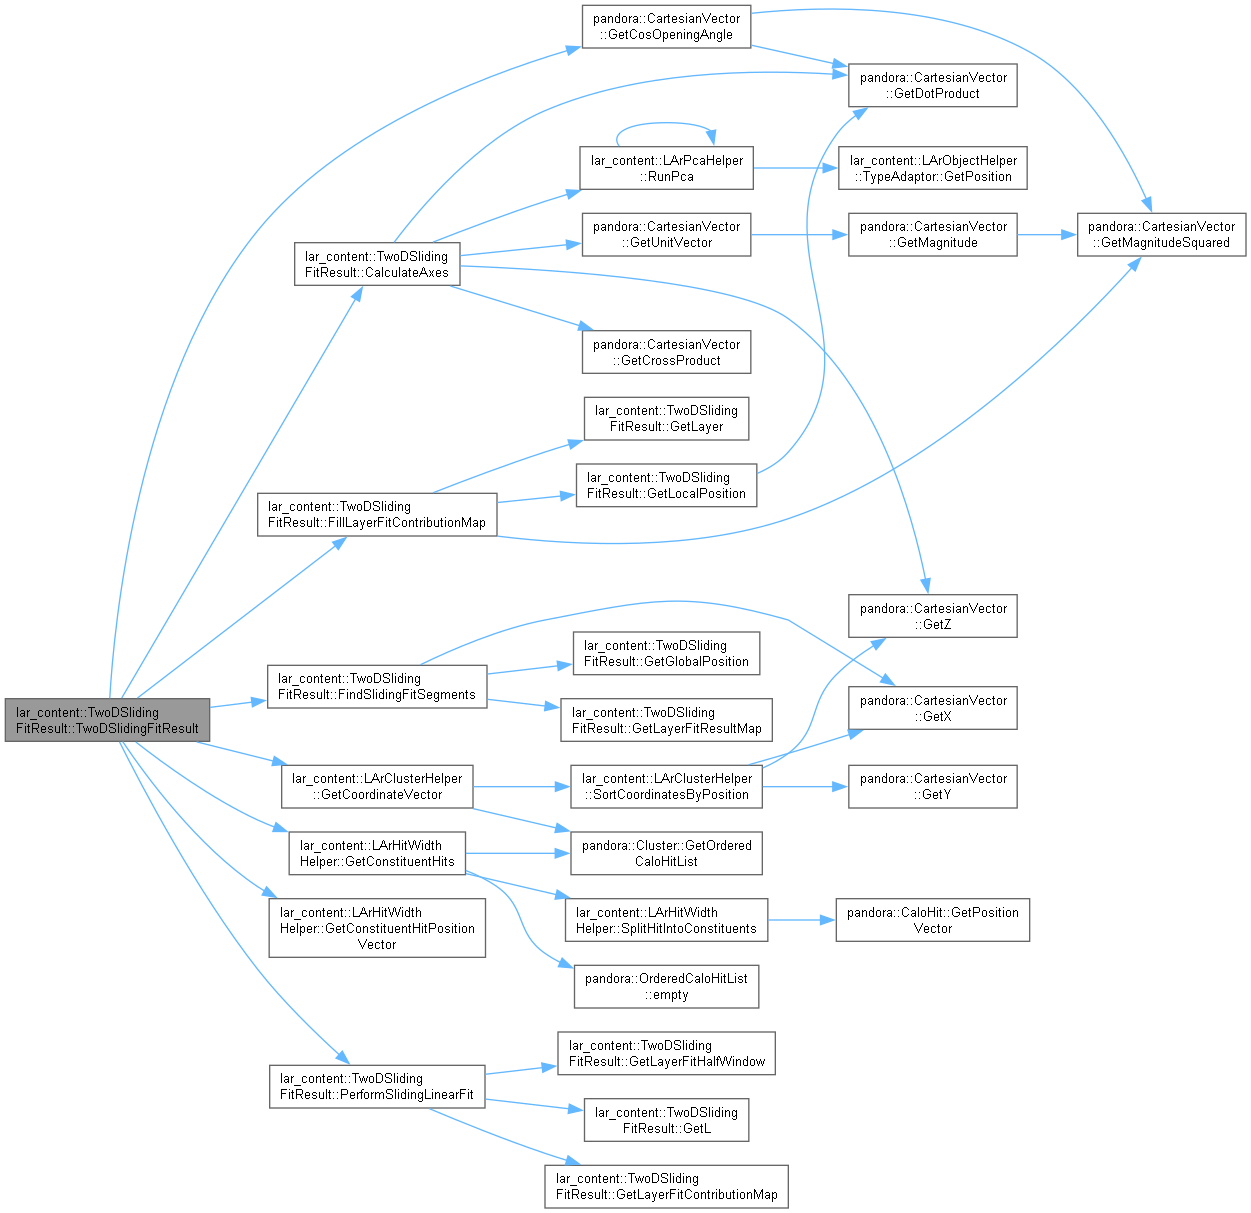 pandora::CartesianVector
::GetCosOpeningAngle
pandora::CartesianVector
::GetDotProduct
lar_content::LArPcaHelper
::RunPca
lar_content::LArObjectHelper
::TypeAdaptor::GetPosition
pandora::CartesianVector
::GetUnitVector
pandora::CartesianVector
::GetMagnitude
pandora::CartesianVector
::GetMagnitudeSquared
lar_content::TwoDSliding
FitResult::CalculateAxes
pandora::CartesianVector
::GetCrossProduct
lar_content::TwoDSliding
FitResult::GetLayer
lar_content::TwoDSliding
FitResult::GetLocalPosition
lar_content::TwoDSliding
FitResult::FillLayerFitContributionMap
pandora::CartesianVector
::GetZ
lar_content::TwoDSliding
FitResult::GetGlobalPosition
lar_content::TwoDSliding
FitResult::FindSlidingFitSegments
pandora::CartesianVector
::GetX
lar_content::TwoDSliding
FitResult::TwoDSlidingFitResult
lar_content::TwoDSliding
FitResult::GetLayerFitResultMap
lar_content::LArClusterHelper
::GetCoordinateVector
lar_content::LArClusterHelper
::SortCoordinatesByPosition
pandora::CartesianVector
::GetY
lar_content::LArHitWidth
Helper::GetConstituentHits
pandora::Cluster::GetOrdered
CaloHitList
lar_content::LArHitWidth
Helper::GetConstituentHitPosition
Vector
lar_content::LArHitWidth
Helper::SplitHitIntoConstituents
pandora::CaloHit::GetPosition
Vector
pandora::OrderedCaloHitList
::empty
lar_content::TwoDSliding
FitResult::GetLayerFitHalfWindow
lar_content::TwoDSliding
FitResult::PerformSlidingLinearFit
lar_content::TwoDSliding
FitResult::GetL
lar_content::TwoDSliding
FitResult::GetLayerFitContributionMap